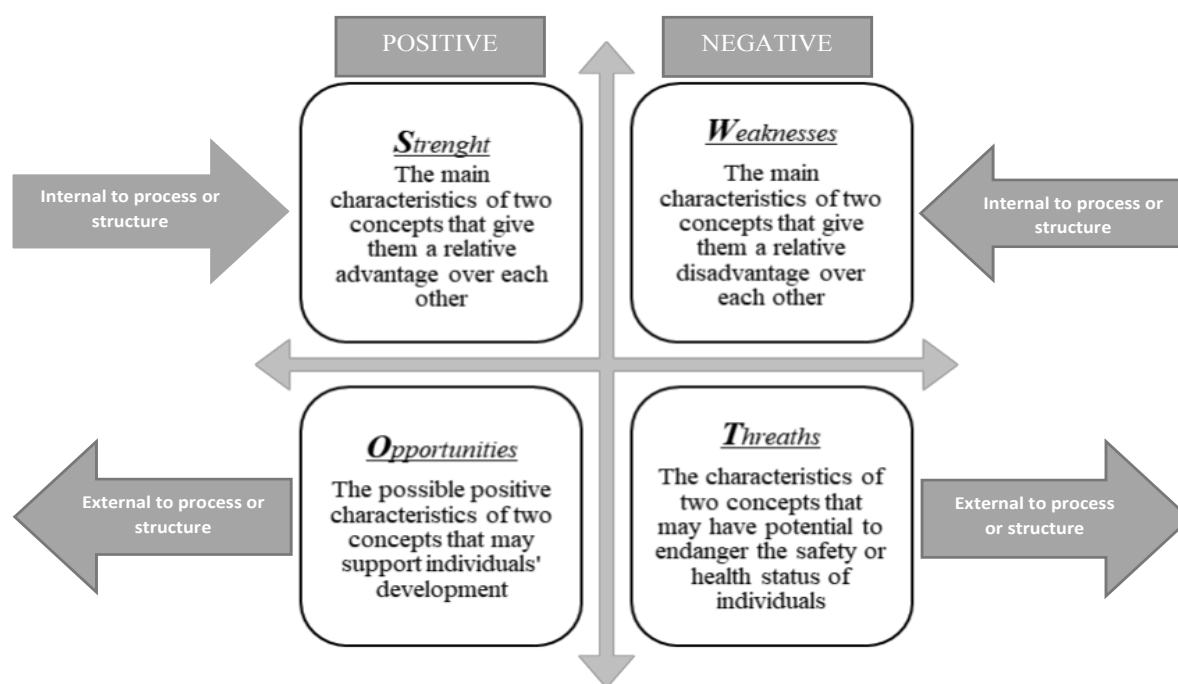 POSITIVE
NEGATIVE
Strenght
The main
characteristics of two
concepts that give
them a relative
advantage over each
other
Weaknesses
The main
characteristics of two
concepts that give
them a relative
disadvantage over
each other
Internal to process or
structure
Internal to process or
structure
Opportunities
The possible positive
characteristics of two
concepts that may
support individuals'
development
Threaths
The characteristics of
two concepts that
may have potential to
endanger the safety or
health status of
individuals
External to process or
structure
External to process
or structure